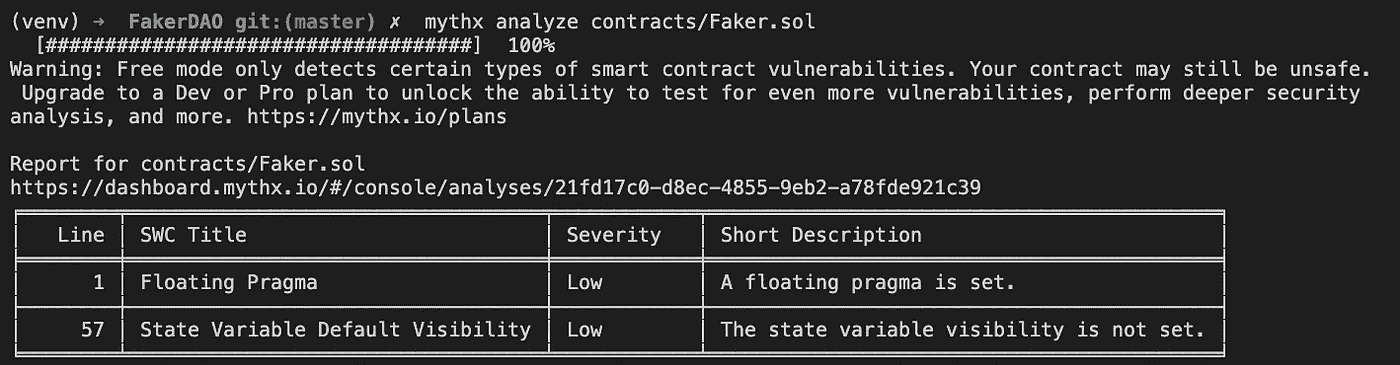 (venv) → FakerDAO git:(master) ✗ mythx analyze contracts/Faker.sol
[####################################] 100%
Warning: Free mode only detects certain types of smart contract vulnerabilities. Your contract may still be unsafe.
Upgrade to a Dev or Pro plan to unlock the ability to test for even more vulnerabilities, perform deeper security
analysis, and more. https://mythx.io/plans
Report for contracts/Faker.sol
https://dashboard.mythx.io/#/console/analyses/21fd17c0-d8ec-4855-9eb2-a78fde921c39
Line SWC Title Severity Short Description
1 Floating Pragma Low A floating pragma is set.
57 State Variable Default Visibility Low The state variable visibility is not set.